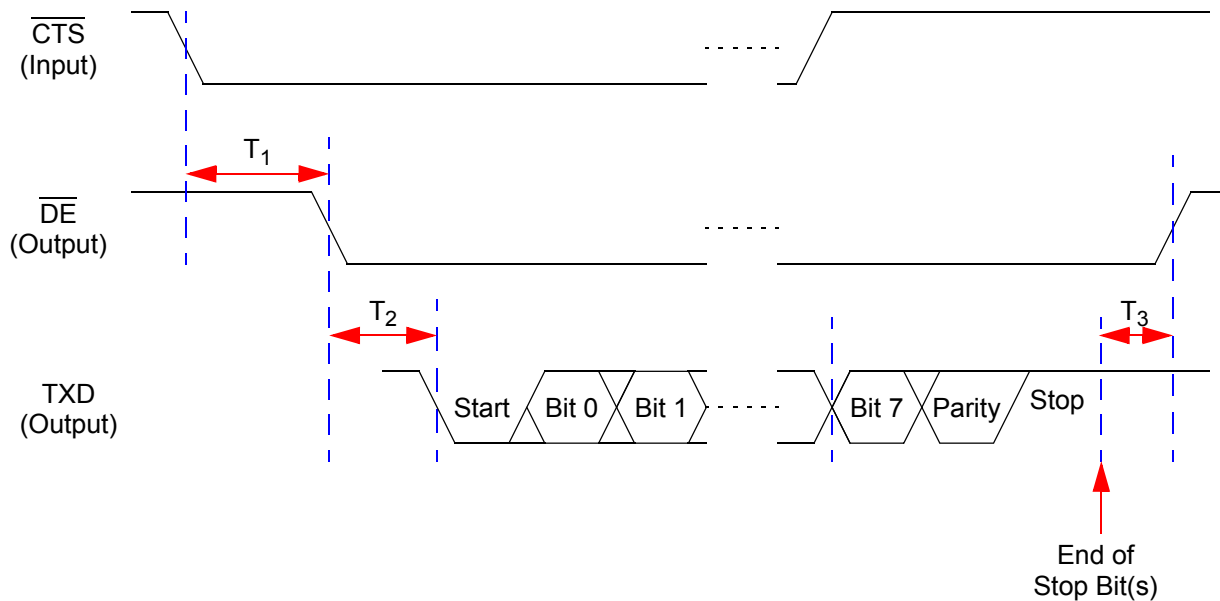 CTS
(Input)
T1
DE
(Output)
T2
T3
TXD
(Output)
Start
Bit 0
Bit 1
Bit 7
Parity
Stop
End of
Stop Bit(s)